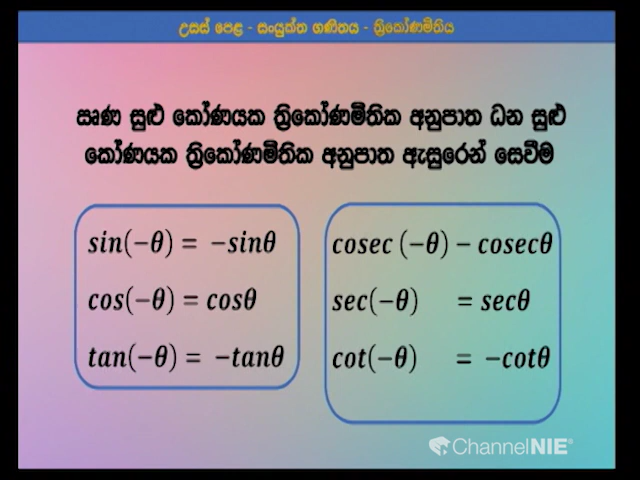 උසස් පෙළ - සංයුක්ත ගණිතය - ත්‍රිකෝණමිතිය
ඍණ සුළු කෝණයක ත්‍රිකෝණමිතික අනුපාත ධන සුළු
කෝණයක ත්‍රිකෝණමිතික අනුපාත ඇසුරෙන් සෙවීම
sin(−θ) = −sinθ
cos(−θ) = cosθ
tan(−θ) = −tanθ
cosec (−θ) − cosecθ
sec(−θ) = secθ
cot(−θ) = −cotθ
ChannelNIE